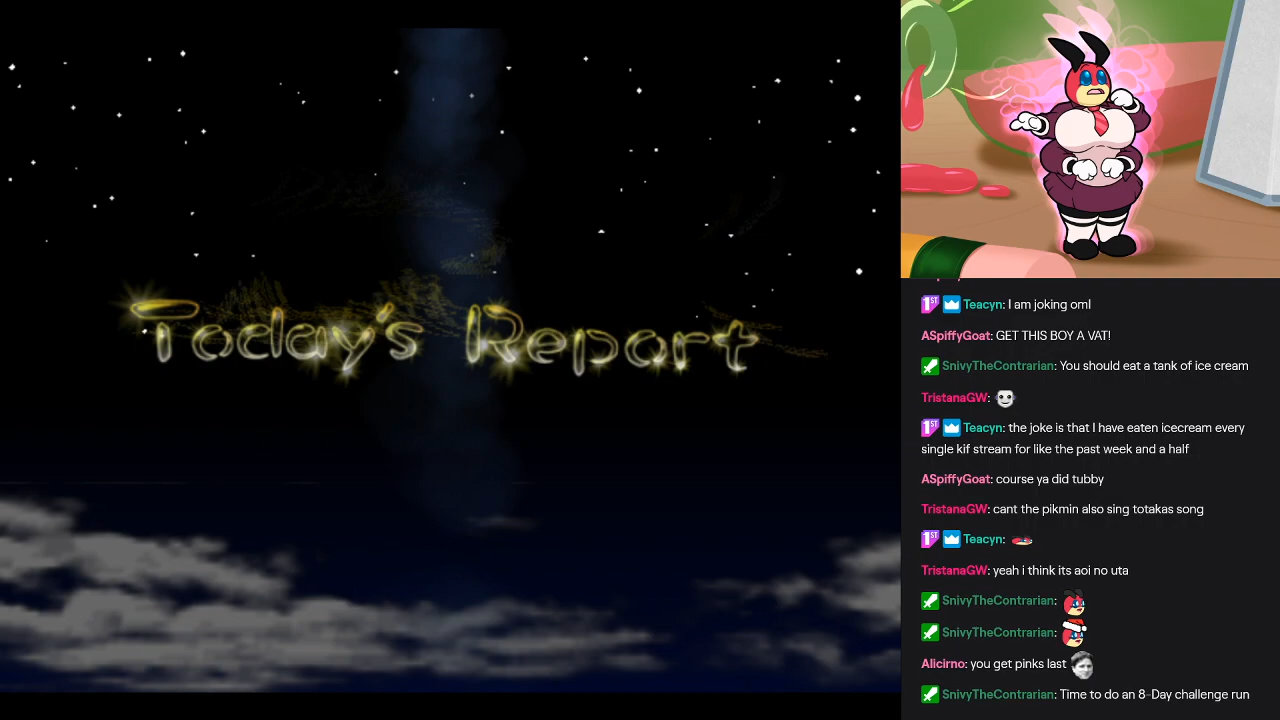 Today's Report
1ST Teacyn: I am joking oml
ASpiffyGoat: GET THIS BOY A VAT!
SnivyTheContrarian: You should eat a tank of ice cream
TristanaGW:
1ST Teacyn: the joke is that I have eaten icecream every
single kif stream for like the past week and a half
ASpiffyGoat: course ya did tubby
TristanaGW: cant the pikmin also sing totakas song
1ST Teacyn:
TristanaGW: yeah i think its aoi no uta
SnivyTheContrarian:
SnivyTheContrarian:
Alicirno: you get pinks last
SnivyTheContrarian: Time to do an 8-Day challenge run